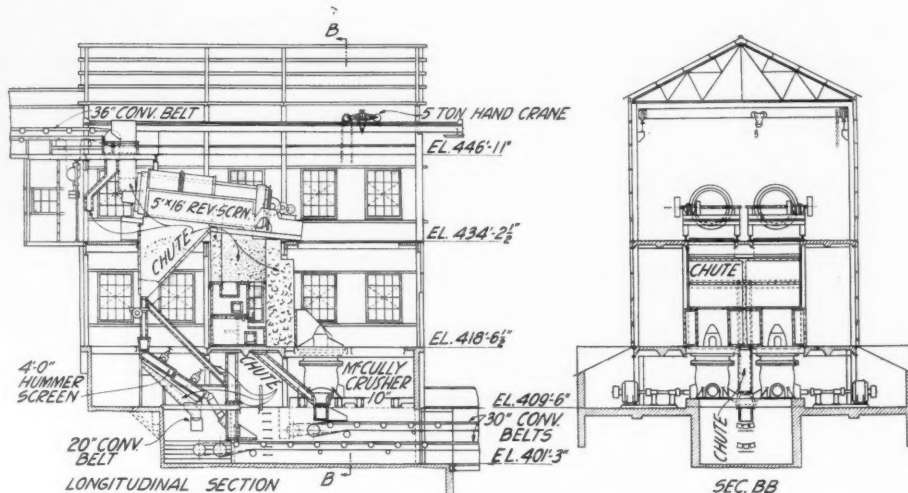 B
36" CONV. BELT
5 TON HAND CRANE
EL. 446'-11"
5'×16' REV. SCRN.
EL. 434'-2½"
CHUTE
EL. 418'-6½"
4'-0"
HUMMER
SCREEN
CHUTE
McCULLY
CRUSHER
10"
EL. 409'-6"
30" CONV.
BELTS
20" CONV.
BELT
EL. 401'-3"
B
LONGITUDINAL SECTION
CHUTE
CHUTE
SEC. BB